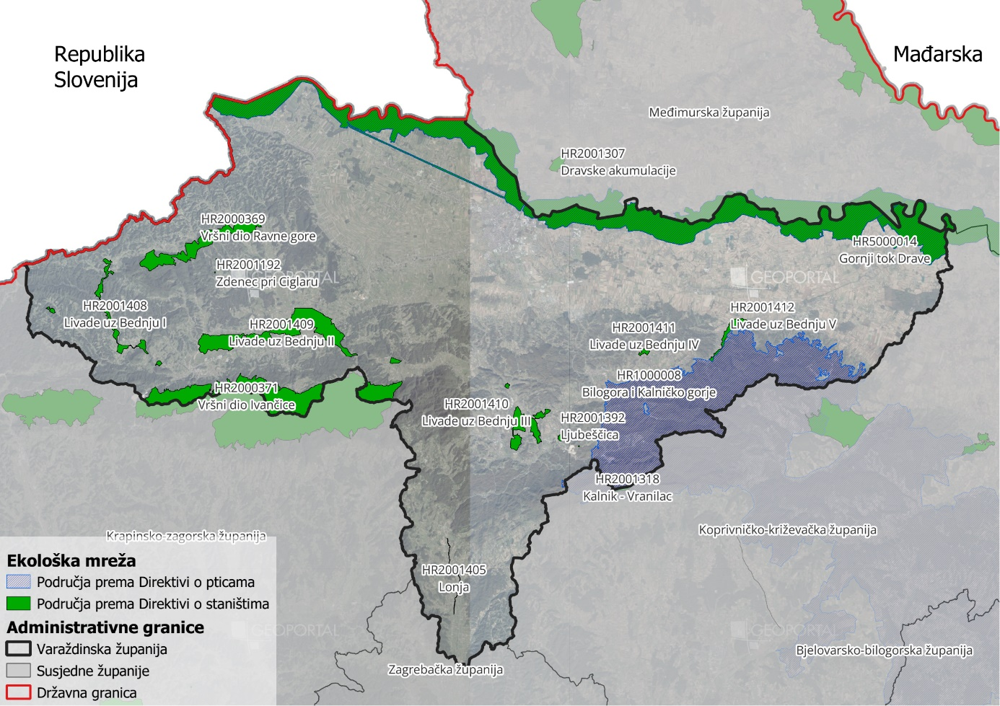 Republika
Slovenija
Mađarska
Međimurska županija
HR2001307
Dravske akumulacije
HR2000369
Vršni dio Ravne gore
HR5000014
Gornji tok Drave
HR2001192
Zdenec pri Ciglaru
GEOPORTAL
GEOPORTAL
HR2001408
Livade uz Bednju I
HR2001409
Livade uz Bednju II
HR2001412
Livade uz Bednju V
HR2001411
Livade uz Bednju IV
HR1000008
Bilogora i Kalničko gorje
HR2000371
Vršni dio Ivančice
HR2001410
Livade uz Bednju III
HR2001392
Ljubeščica
HR2001318
Kalnik - Vranilac
Krapinsko-zagorska županija
Koprivničko-križevačka županija
HR2001405
Lonja
Ekološka mreža
Područja prema Direktivi o pticama
Područja prema Direktivi o staništima
Administrativne granice
Varaždinska županija
Susjedne županije
Državna granica
GEOPORTAL
GEOPORTAL
Bjelovarsko-bilogorska županija
Zagrebačka županija